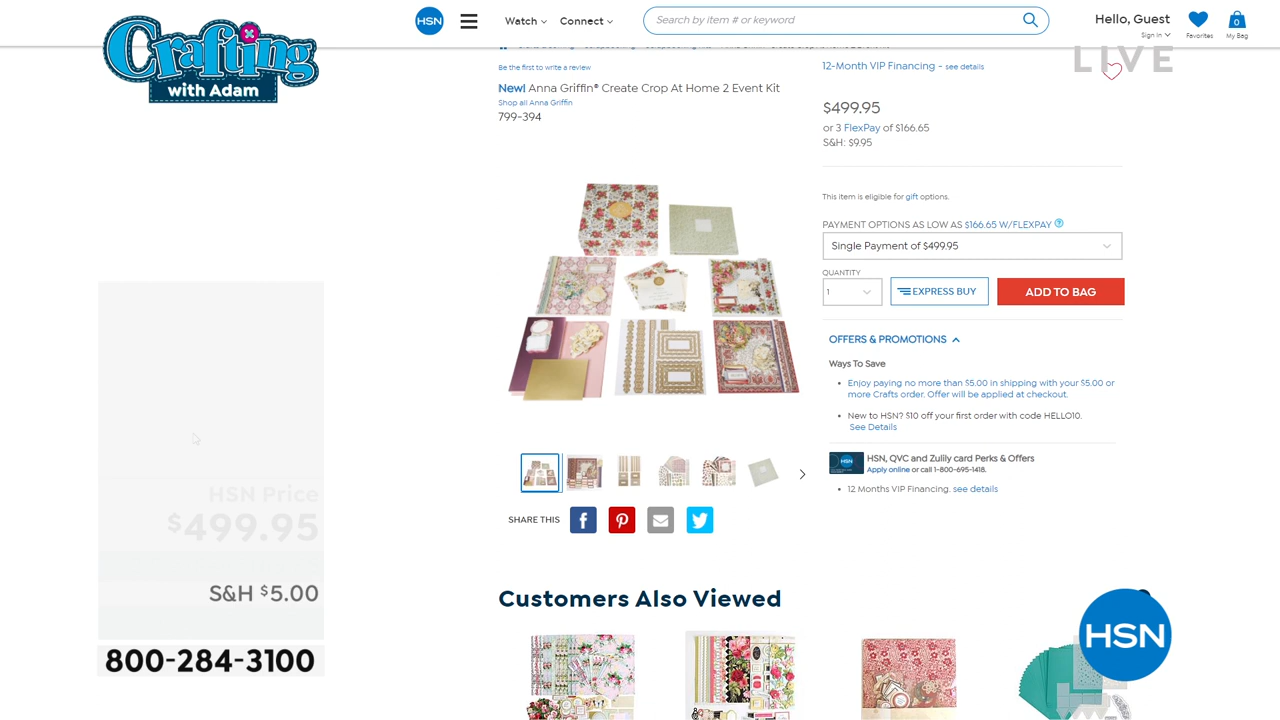 Crafting
with Adam
HSN
Watch
Connect
Search by item # or keyword
Hello, Guest
Sign in
Favorites
0
My Bag
LIVE
Be the first to write a review
New! Anna Griffin® Create Crop At Home 2 Event Kit
Shop all Anna Griffin
799-394
12-Month VIP Financing - see details
$499.95
or 3 FlexPay of $166.65
S&H: $9.95
This item is eligible for gift options.
PAYMENT OPTIONS AS LOW AS $166.65 W/FLEXPAY ?
Single Payment of $499.95
QUANTITY
1
EXPRESS BUY
ADD TO BAG
OFFERS & PROMOTIONS
Ways To Save
Enjoy paying no more than $5.00 in shipping with your $5.00 or
more Crafts order. Offer will be applied at checkout.
New to HSN? $10 off your first order with code HELLO10.
See Details
HSN
HSN, QVC and Zulily card Perks & Offers
Apply online or call 1-800-695-1418.
12 Months VIP Financing. see details
SHARE THIS
HSN Price
$499.95
S&H $5.00
800-284-3100
Customers Also Viewed
HSN